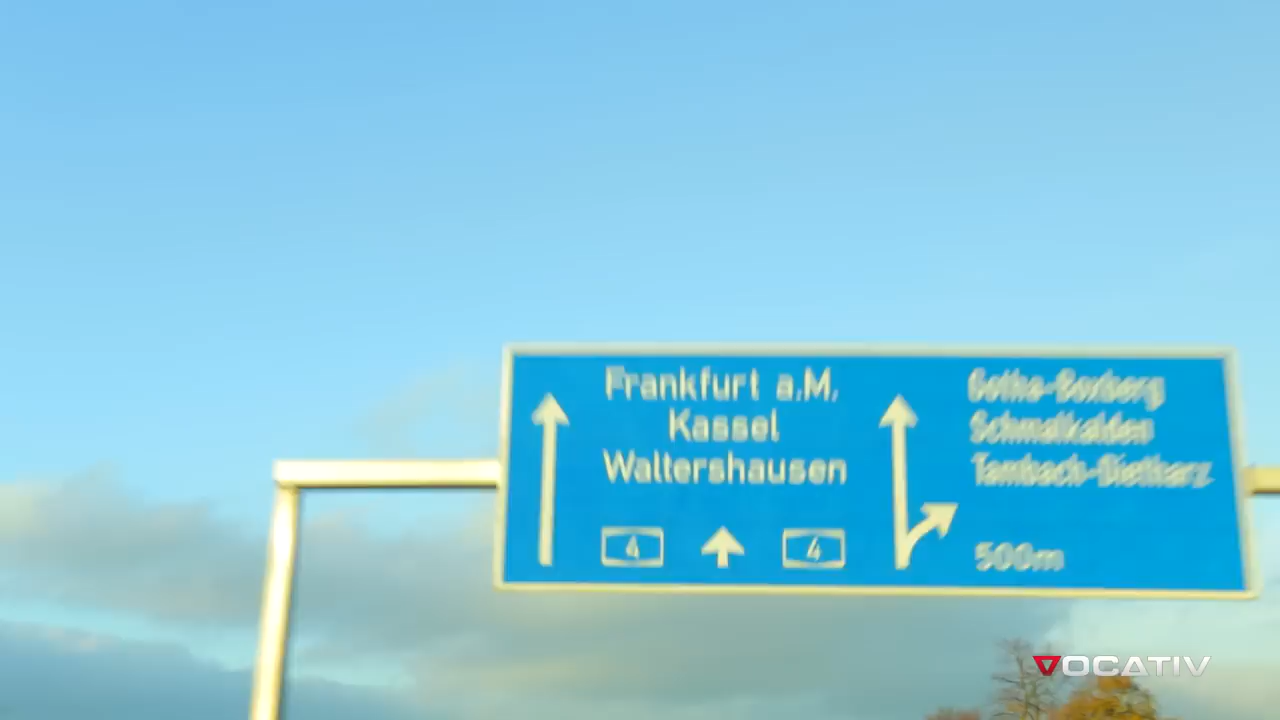 Frankfurt a.M.
Kassel
Waltershausen
4
4
Gotha-Boxberg
Schmalkalden
Tambach-Dietharz
500m
VOCATIV